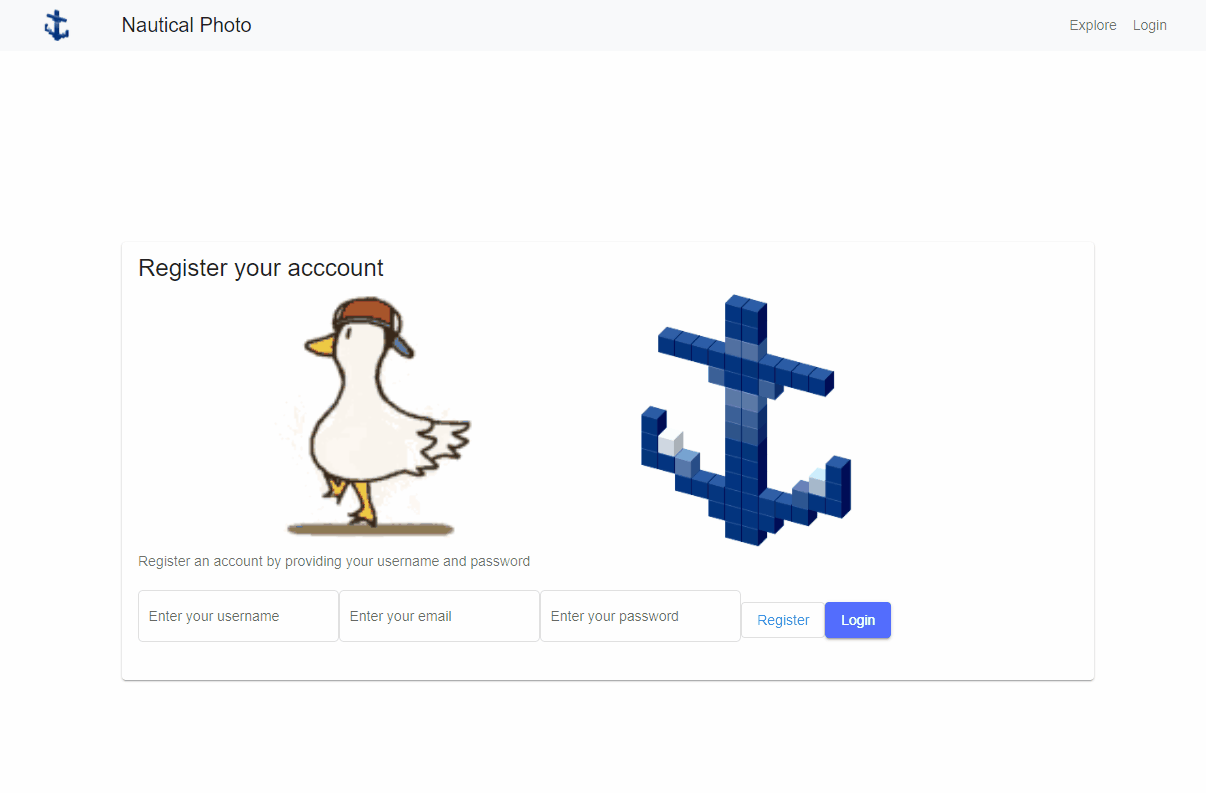 Nautical Photo
Explore Login
Register your acccount
Register an account by providing your username and password
Enter your username Enter your email Enter your password Register Login